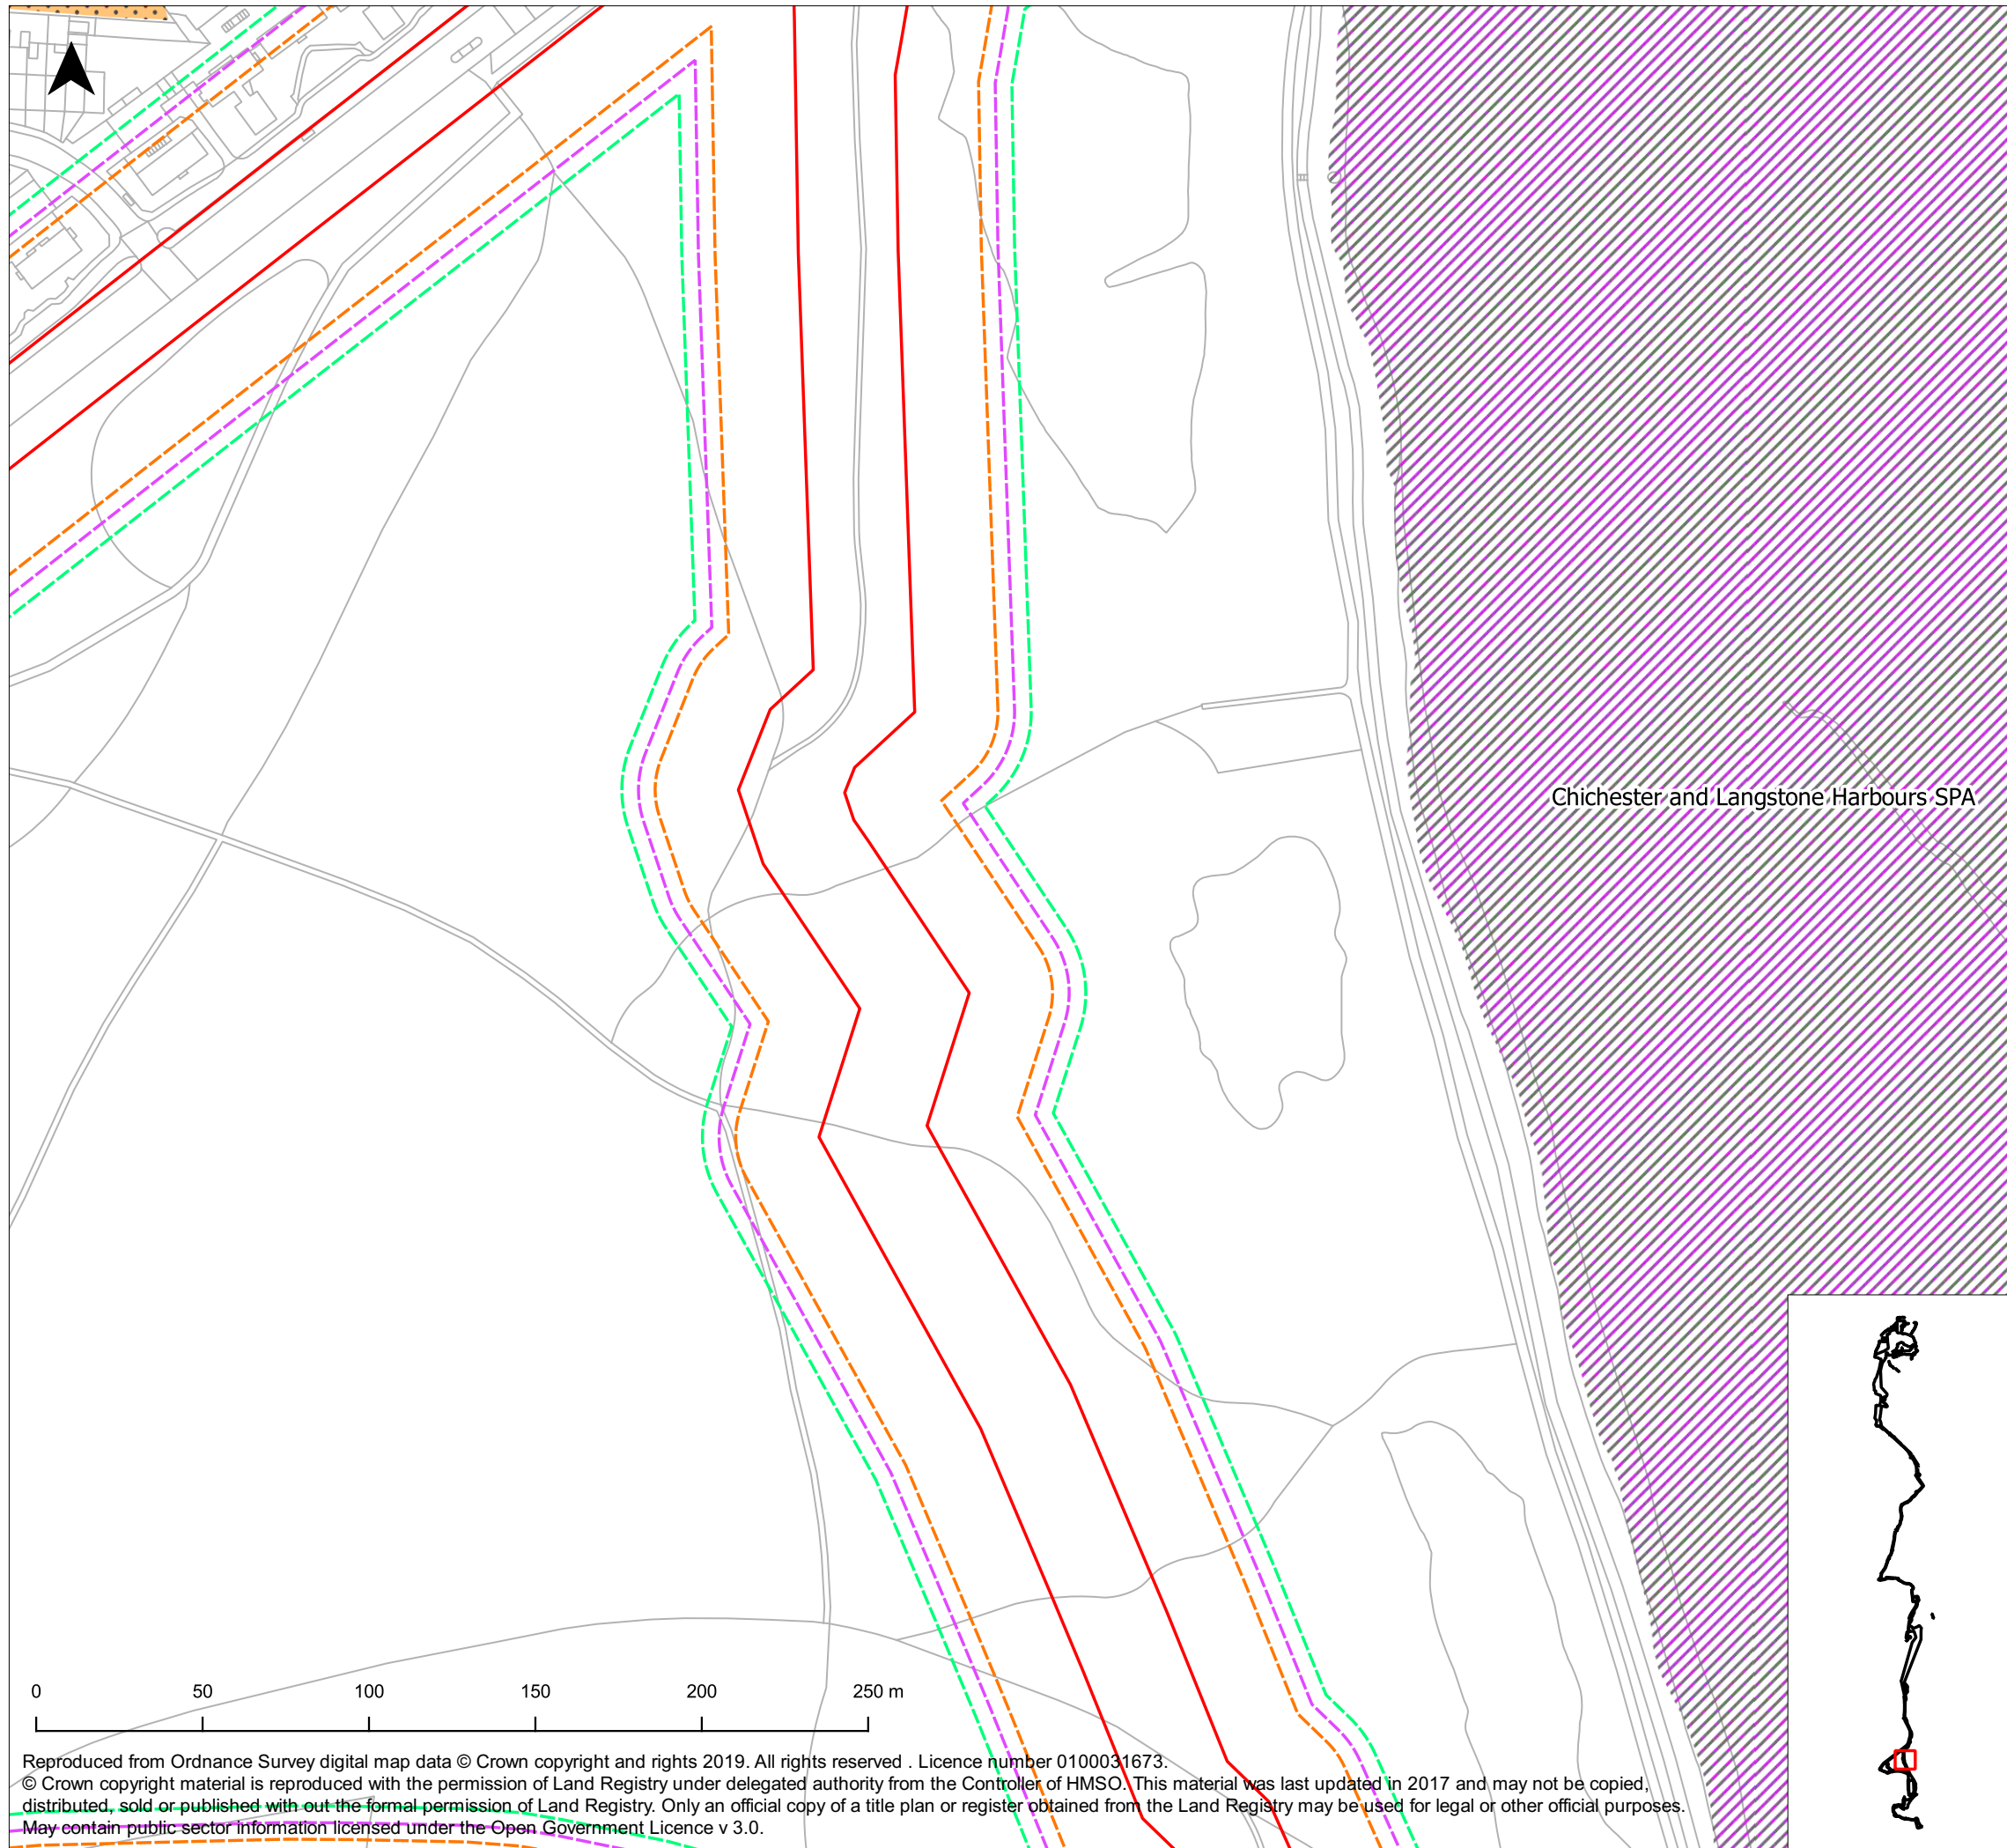 Chichester and Langstone Harbours SPA
0 50 100 150 200 250 m
Reproduced from Ordnance Survey digital map data © Crown copyright and rights 2019. All rights reserved . Licence number 0100031673.
© Crown copyright material is reproduced with the permission of Land Registry under delegated authority from the Controller of HMSO. This material was last updated in 2017 and may not be copied,
distributed, sold or published with out the formal permission of Land Registry. Only an official copy of a title plan or register obtained from the Land Registry may be used for legal or other official purposes.
May contain public sector information licensed under the Open Government Licence v 3.0.